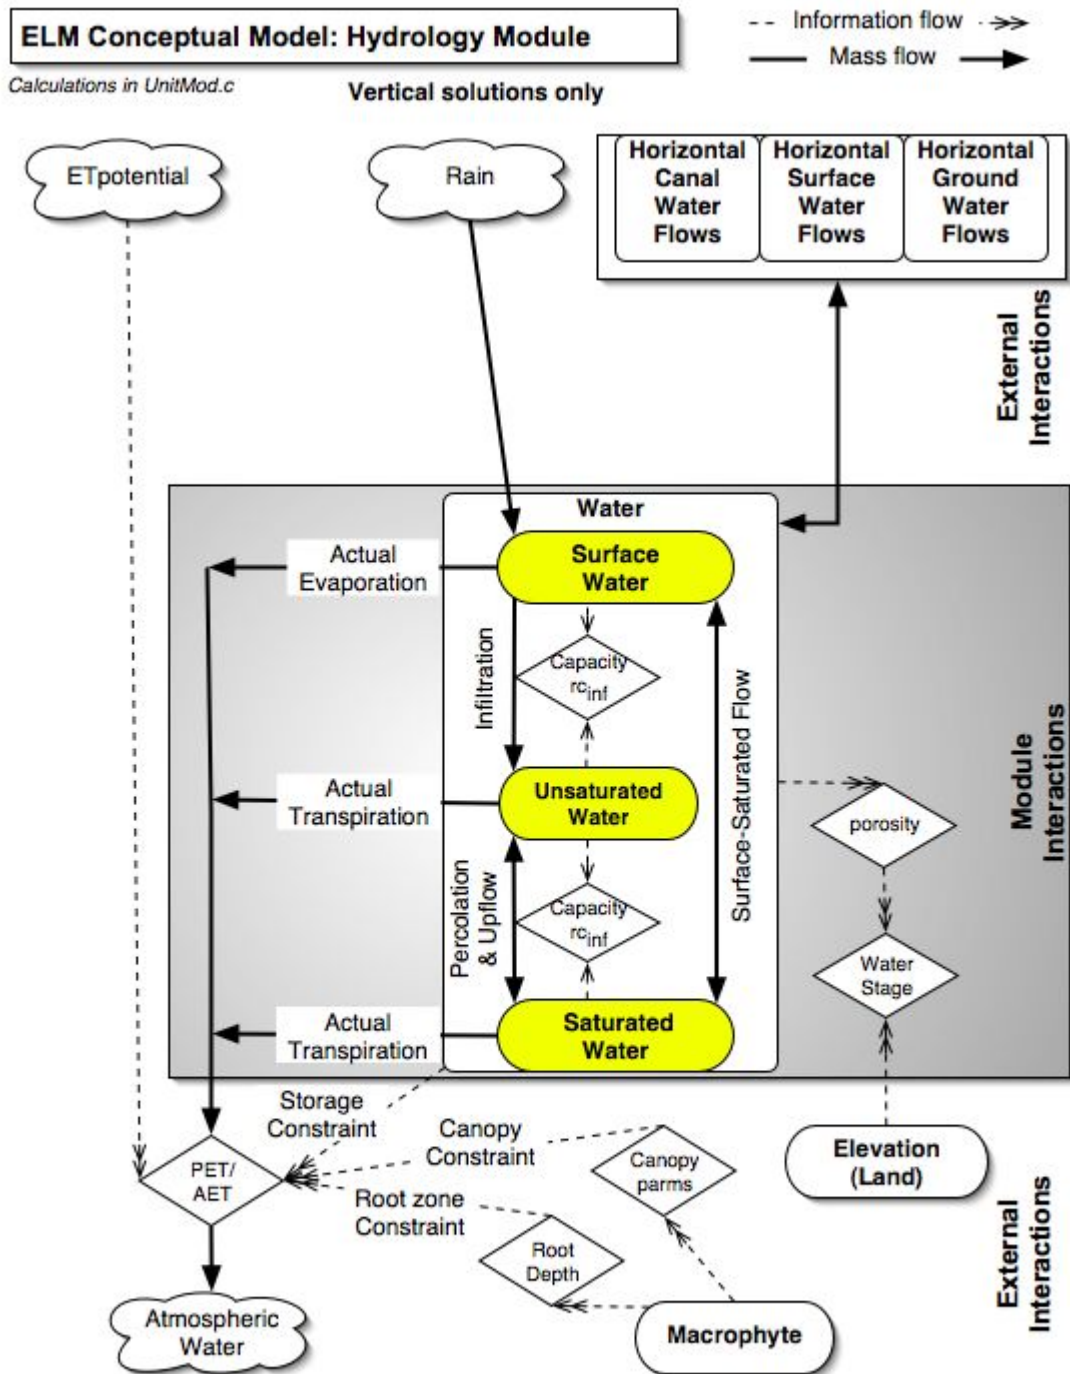 ELM Conceptual Model: Hydrology Module
Information flow
Mass flow
Calculations in UnitMod.c
Vertical solutions only
ETpotential
Rain
Horizontal
Canal
Water
Flows
Horizontal
Surface
Water
Flows
Horizontal
Ground
Water
Flows
External
Interactions
Water
Surface
Water
Actual
Evaporation
Capacity
rcinf
Infiltration
Surface-Saturated Flow
Module
Interactions
Actual
Transpiration
Unsaturated
Water
porosity
Percolation
& Upflow
Capacity
rcinf
Water
Stage
Actual
Transpiration
Saturated
Water
Storage
Constraint
Canopy
Constraint
Canopy
parms
Elevation
(Land)
PET/
AET
Root zone
Constraint
Root
Depth
External
Interactions
Atmospheric
Water
Macrophyte